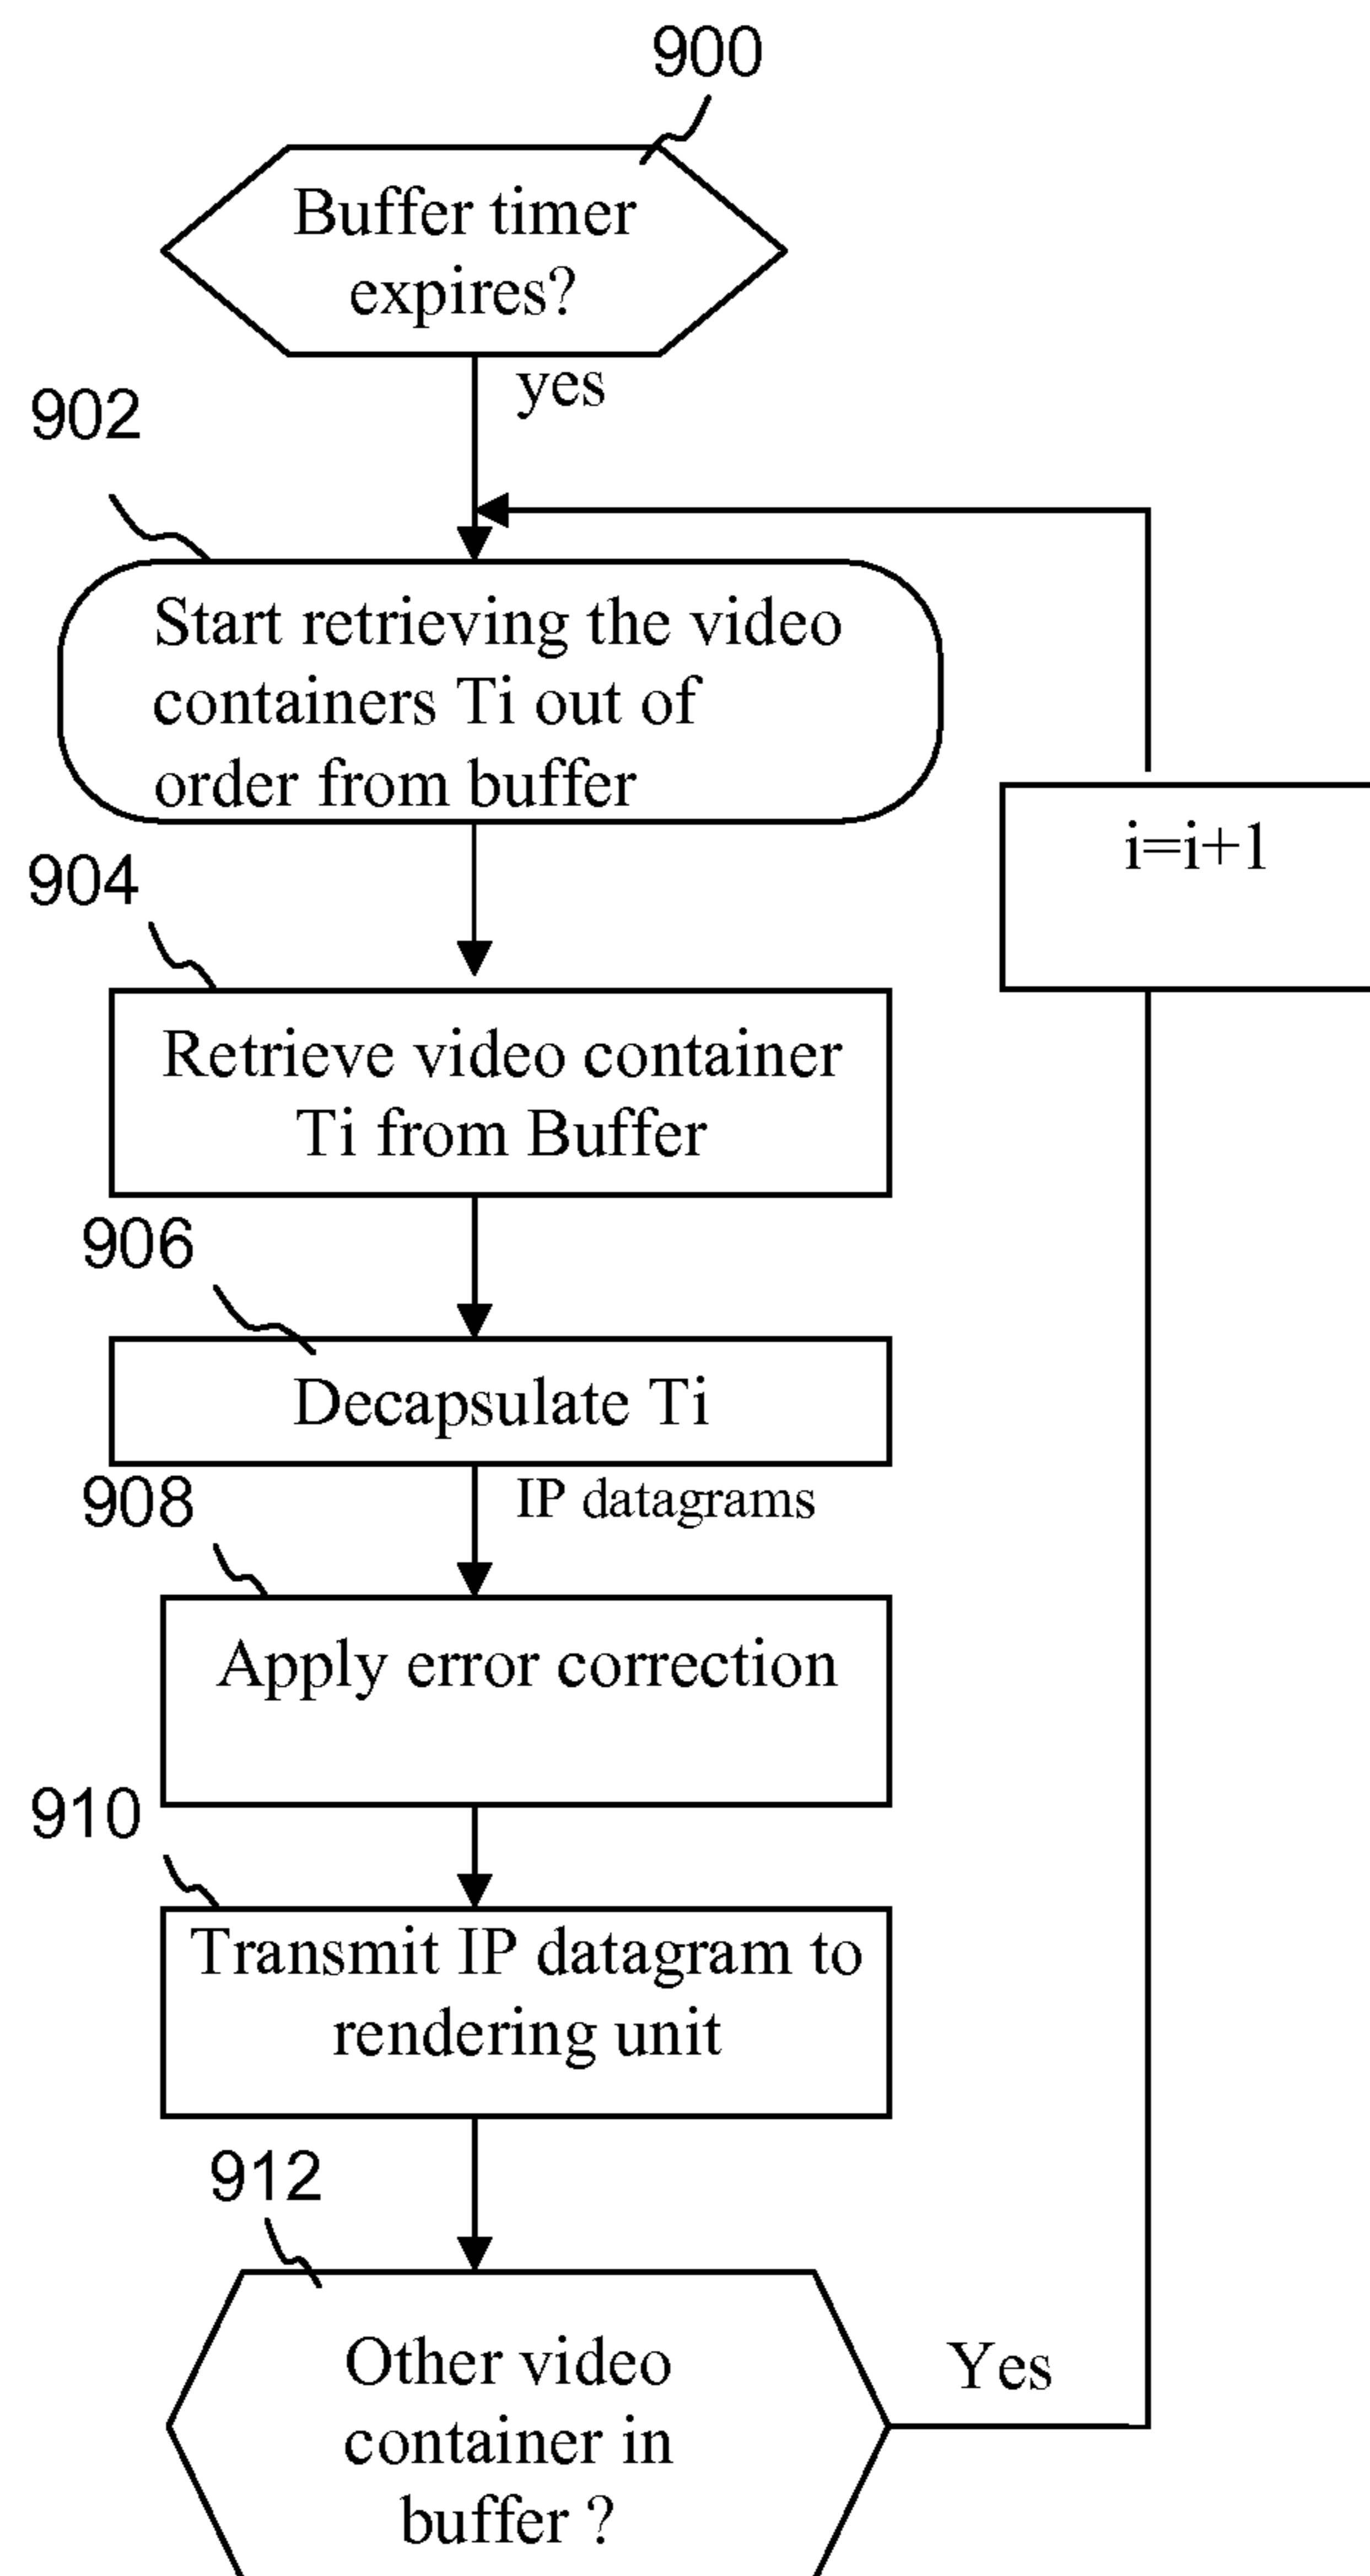 900
Buffer timer
expires?
yes
902
Start retrieving the video
containers Ti out of
order from buffer
i=i+1
904
Retrieve video container
Ti from Buffer
906
Decapsulate Ti
908
IP datagrams
Apply error correction
910
Transmit IP datagram to
rendering unit
912
Other video
container in
buffer ?
Yes